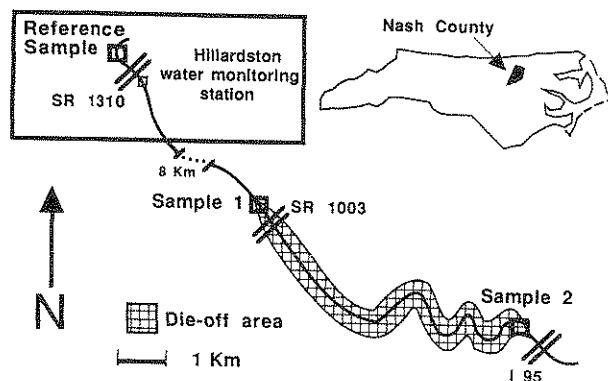 Reference
Sample
SR 1310
Hillardston
water monitoring
station
Nash County
8 Km
Sample 1
SR 1003
Sample 2
N
Die-off area
1 Km
I 95